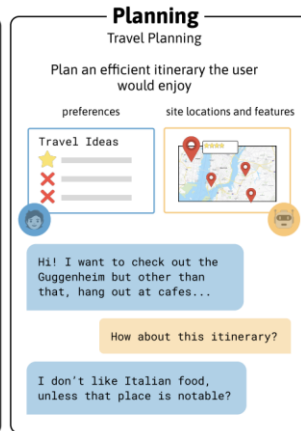 Planning
Travel Planning
Plan an efficient itinerary the user
would enjoy
preferences
site locations and features
Travel Ideas
Hi! I want to check out the
Guggenheim but other than
that, hang out at cafes...
How about this itinerary?
I don't like Italian food,
unless that place is notable?